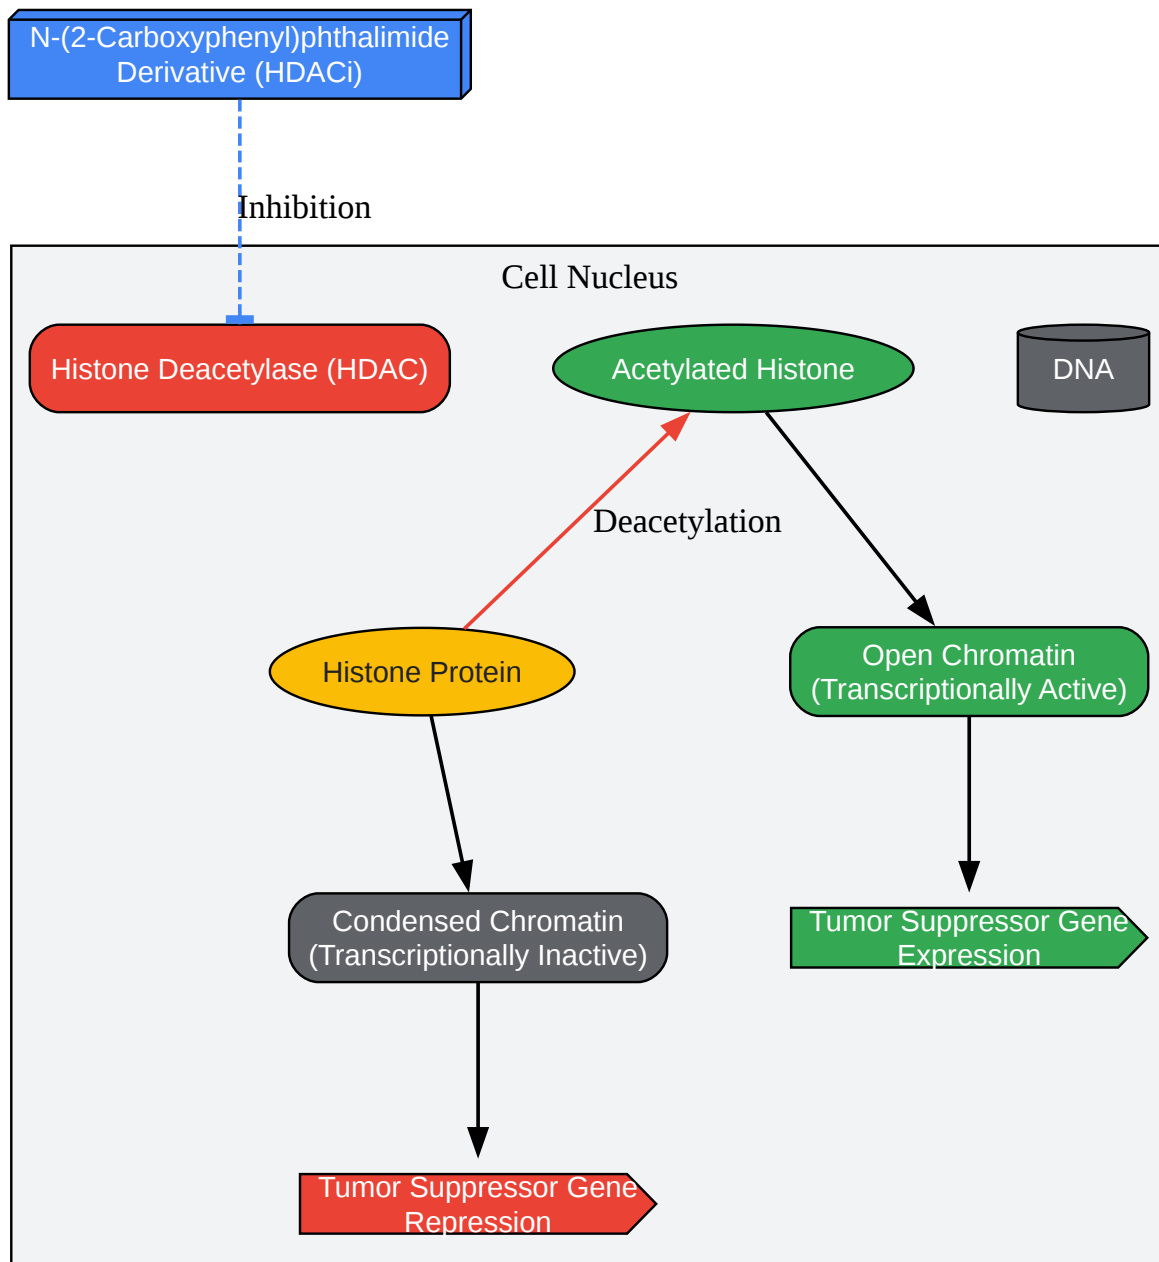 N-(2-Carboxyphenyl)phthalimide
Derivative (HDACi)
Inhibition
Cell Nucleus
Histone Deacetylase (HDAC)
Acetylated Histone
DNA
Deacetylation
Histone Protein
Open Chromatin
(Transcriptionally Active)
Condensed Chromatin
(Transcriptionally Inactive)
Tumor Suppressor Gene
Expression
Tumor Suppressor Gene
Repression